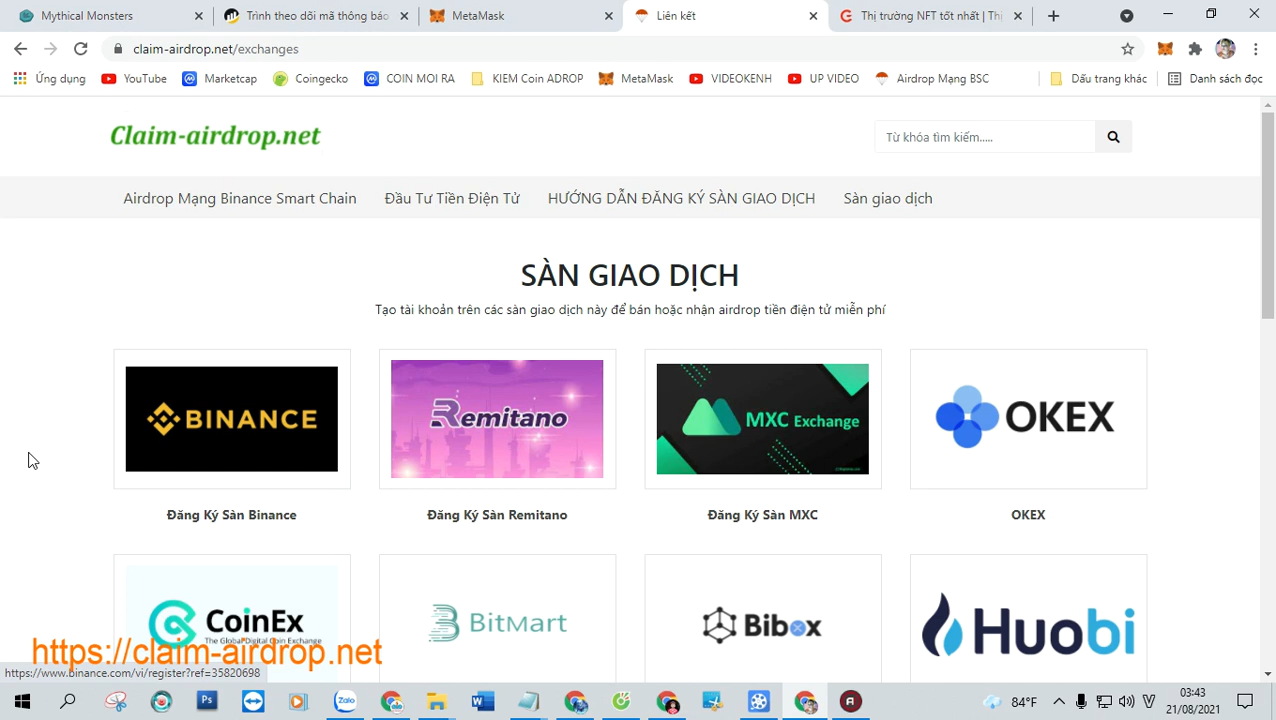 Mythical Monsters
Trình theo dõi mã thông báo
MetaMask
Liên kết
Thị trường NFT tốt nhất | Thị
claim-airdrop.net/exchanges
Ứng dụng
YouTube
Marketcap
Coingecko
COIN MOI RA
KIEM Coin ADROP
MetaMask
VIDEOKENH
UP VIDEO
Airdrop Mạng BSC
Dấu trang khác
Danh sách đọc
Claim-airdrop.net
Từ khóa tìm kiếm.....
Airdrop Mạng Binance Smart Chain
Đầu Tư Tiền Điện Tử
HƯỚNG DẪN ĐĂNG KÝ SÀN GIAO DỊCH
Sàn giao dịch
SÀN GIAO DỊCH
Tạo tài khoản trên các sàn giao dịch này để bán hoặc nhận airdrop tiền điện tử miễn phí
BINANCE
Remitano
MXC Exchange
OKEX
Đăng Ký Sàn Binance
Đăng Ký Sàn Remitano
Đăng Ký Sàn MXC
OKEX
CoinEx
The Global Digital Coin Exchange
BitMart
Bibox
Huobi
https://claim-airdrop.net
https://www.binance.com/vi/register?ref=35820698
Ps
Zalo
84°F
V
03:43
21/08/2021